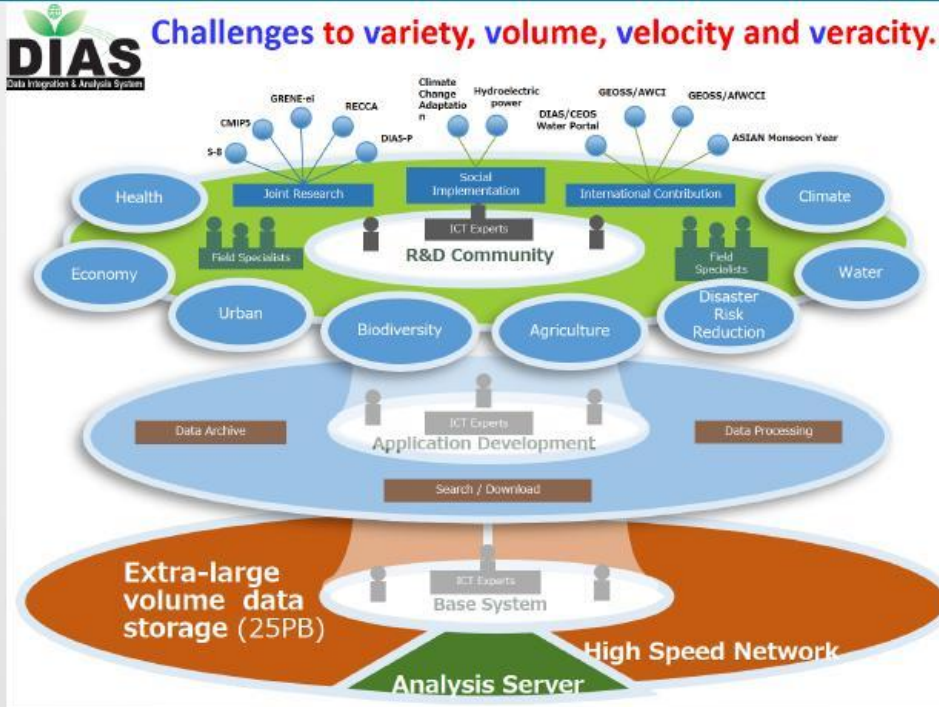 DIAS
Data Integration & Analysis System
Challenges to variety, volume, velocity and veracity.
S-8
CMIP5
GRENE-ei
RECCA
DIAS-P
Climate
Change
Adaptatio
n
Hydroelectric
power
DIAS/CEOS
Water Portal
GEOSS/AWCI
GEOSS/AfWCCI
ASIAN Monsoon Year
Joint Research
Social
Implementation
International Contribution
Health
Climate
Field Specialists
ICT Experts
R&D Community
Field
Specialists
Economy
Water
Urban
Biodiversity
Agriculture
Disaster
Risk
Reduction
Data Archive
ICT Experts
Application Development
Data Processing
Search / Download
Extra-large
volume data
storage (25PB)
ICT Experts
Base System
High Speed Network
Analysis Server